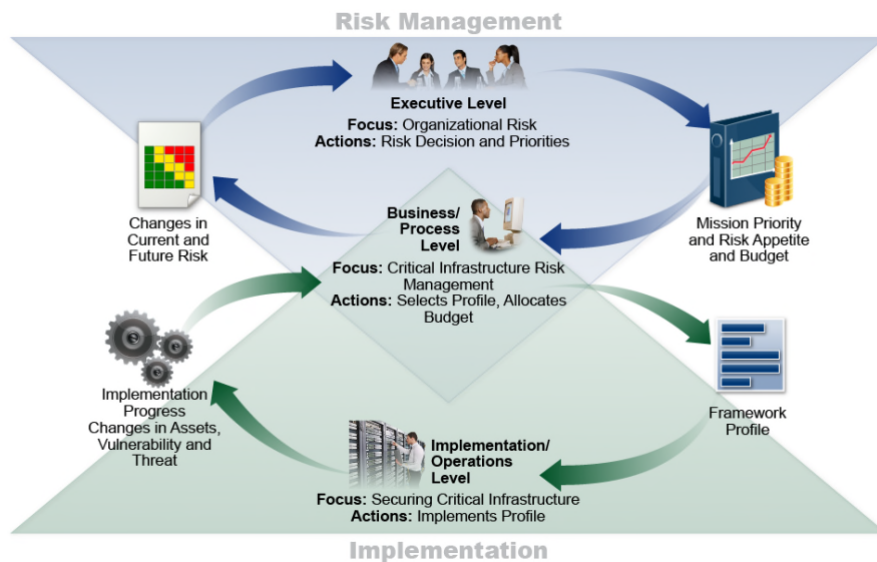 Risk Management
Executive Level
Focus: Organizational Risk
Actions: Risk Decision and Priorities
Changes in
Current and
Future Risk
Mission Priority
and Risk Appetite
and Budget
Business/
Process
Level
Focus: Critical Infrastructure Risk
Management
Actions: Selects Profile, Allocates
Budget
Implementation
Progress
Changes in Assets,
Vulnerability and
Threat
Framework
Profile
Implementation/
Operations
Level
Focus: Securing Critical Infrastructure
Actions: Implements Profile
Implementation